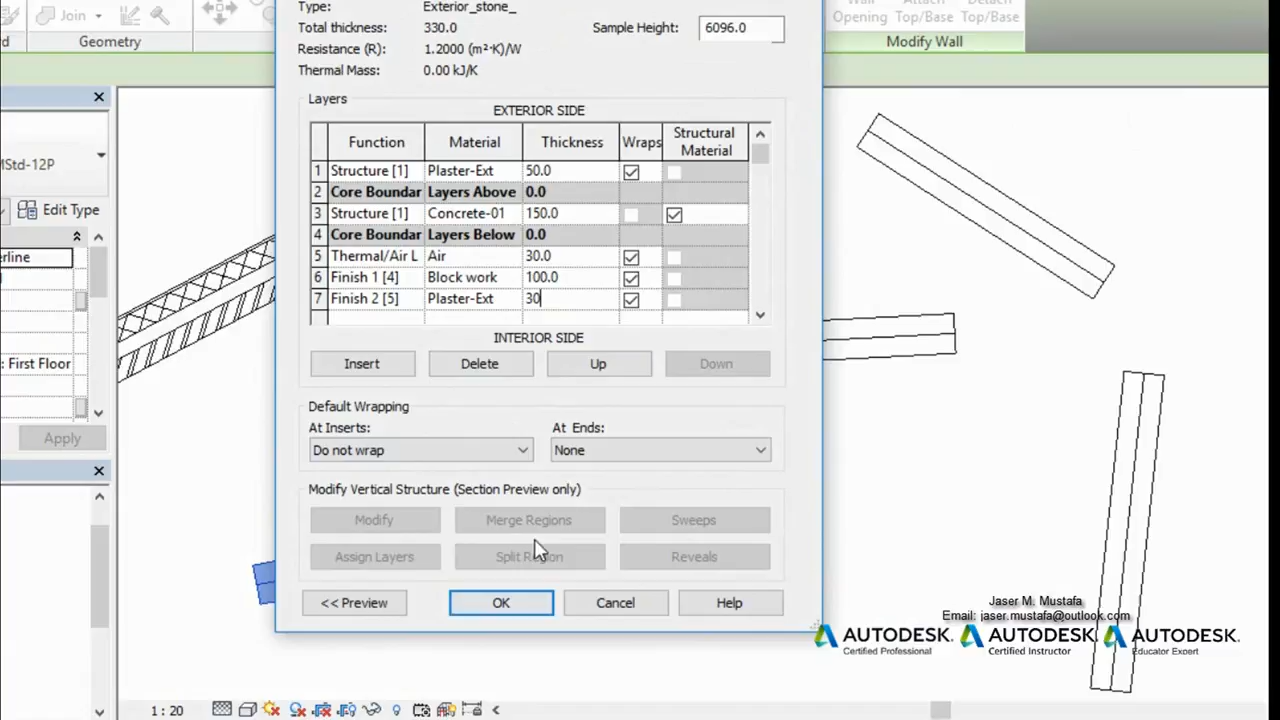 Join
Opening
Attach
Top/Base
Detach
Top/Base
Geometry
Modify Wall
Type: Exterior_stone_
Total thickness: 330.0 Sample Height: 6096.0
Resistance (R): 1.2000 (m²·K)/W
Thermal Mass: 0.00 kJ/K
Layers
EXTERIOR SIDE
Function Material Thickness Wraps Structural Material
1 Structure [1] Plaster-Ext 50.0
2 Core Boundar Layers Above 0.0
3 Structure [1] Concrete-01 150.0
4 Core Boundar Layers Below 0.0
5 Thermal/Air L Air 30.0
6 Finish 1 [4] Block work 100.0
7 Finish 2 [5] Plaster-Ext 30
INTERIOR SIDE
Insert Delete Up Down
Default Wrapping
At Inserts: At Ends:
Do not wrap None
Modify Vertical Structure (Section Preview only)
Modify Merge Regions Sweeps
Assign Layers Split Region Reveals
<< Preview OK Cancel Help
MStd-12P
Edit Type
erline
: First Floor
Apply
1 : 20
Jaser M. Mustafa
Email: jaser.mustafa@outlook.com
AUTODESK. AUTODESK. AUTODESK.
Certified Professional Certified Instructor Educator Expert